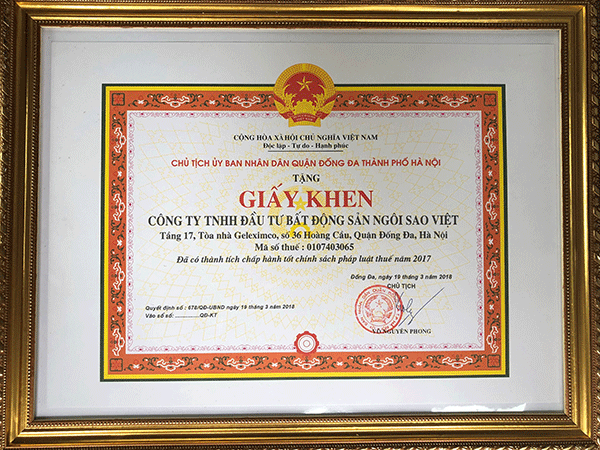 CỘNG HÒA XÃ HỘI CHỦ NGHĨA VIỆT NAM
Độc lập - Tự do - Hạnh phúc
CHỦ TỊCH ỦY BAN NHÂN DÂN QUẬN ĐỐNG ĐA THÀNH PHỐ HÀ NỘI
TẶNG
GIẤY KHEN
CÔNG TY TNHH ĐẦU TƯ BẤT ĐỘNG SẢN NGÔI SAO VIỆT
Tầng 17, Tòa nhà Geleximco, số 36 Hoàng Cầu, Quận Đống Đa, Hà Nội
Mã số thuế : 0107403065
Đã có thành tích chấp hành tốt chính sách pháp luật thuế năm 2017
Đống Đa, ngày 19 tháng 3 năm 2018
CHỦ TỊCH
Quyết định số : 678/QĐ-UBND ngày 19 tháng 3 năm 2018
Vào sổ số: ............QĐ-KT
VÕ NGUYÊN PHONG